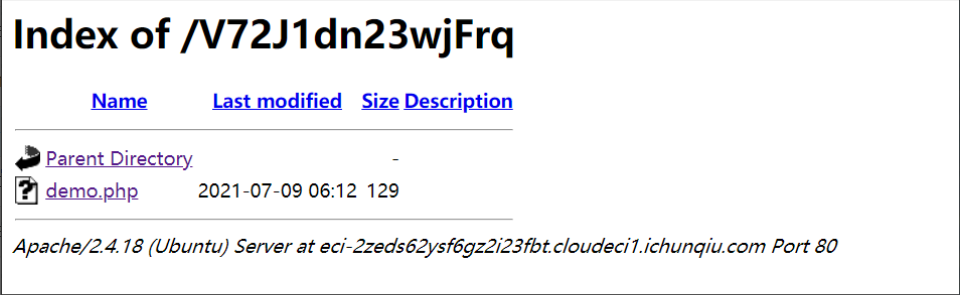 Index of /V72J1dn23wjFrq
Name Last modified Size Description
Parent Directory -
demo.php 2021-07-09 06:12 129
Apache/2.4.18 (Ubuntu) Server at eci-2zeds62ysf6gz2i23fbt.cloudeci1.ichunqiu.com Port 80